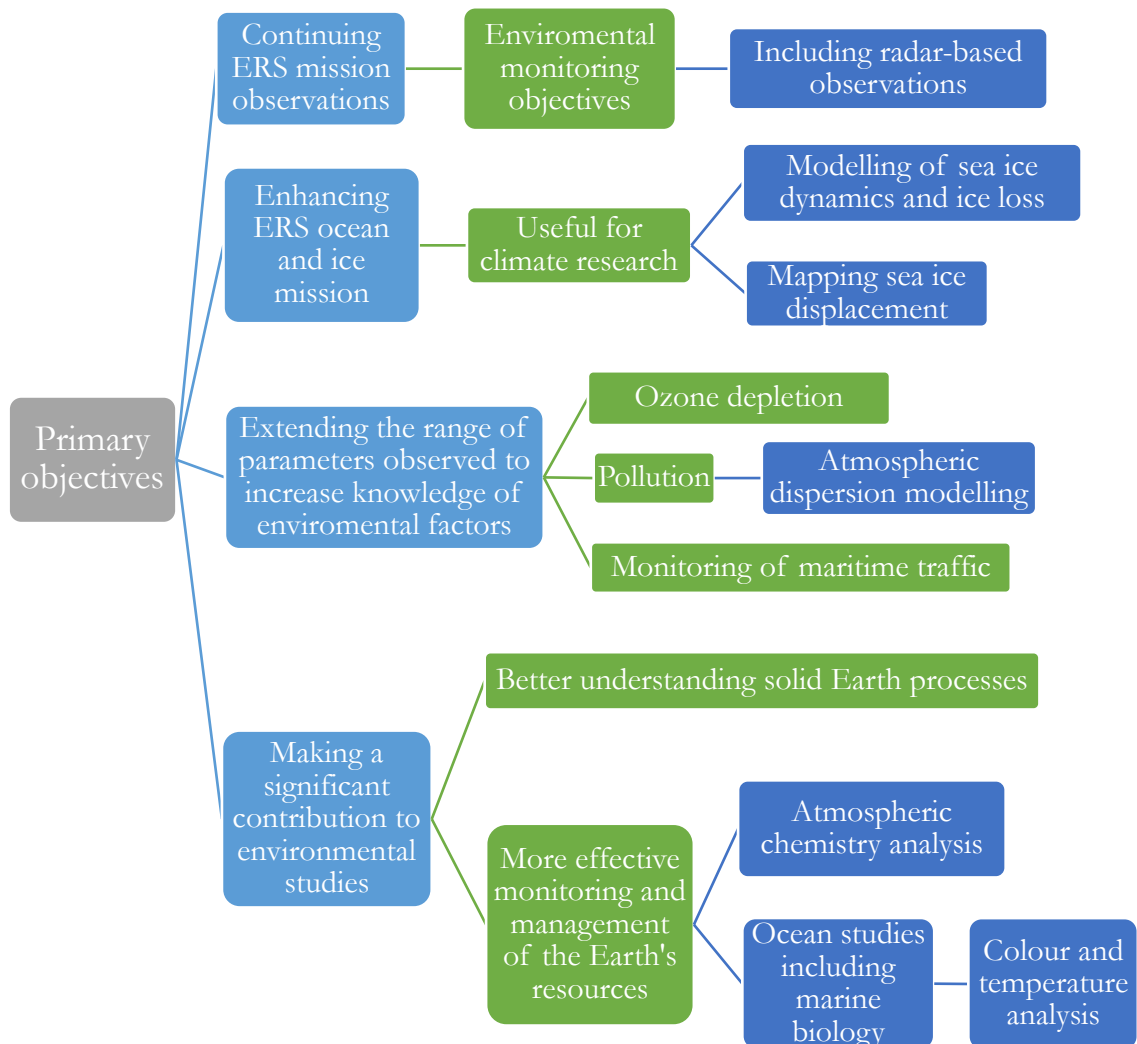 Primary
objectives
Continuing
ERS mission
observations
Enviromental
monitoring
objectives
Including radar-based
observations
Enhancing
ERS ocean
and ice
mission
Useful for
climate research
Modelling of sea ice
dynamics and ice loss
Mapping sea ice
displacement
Extending the range of
parameters observed to
increase knowledge of
enviromental factors
Ozone depletion
Pollution
Atmospheric
dispersion modelling
Monitoring of maritime traffic
Making a
significant
contribution to
environmental
studies
Better understanding solid Earth processes
More effective
monitoring and
management
of the Earth's
resources
Atmospheric
chemistry analysis
Ocean studies
including
marine
biology
Colour and
temperature
analysis